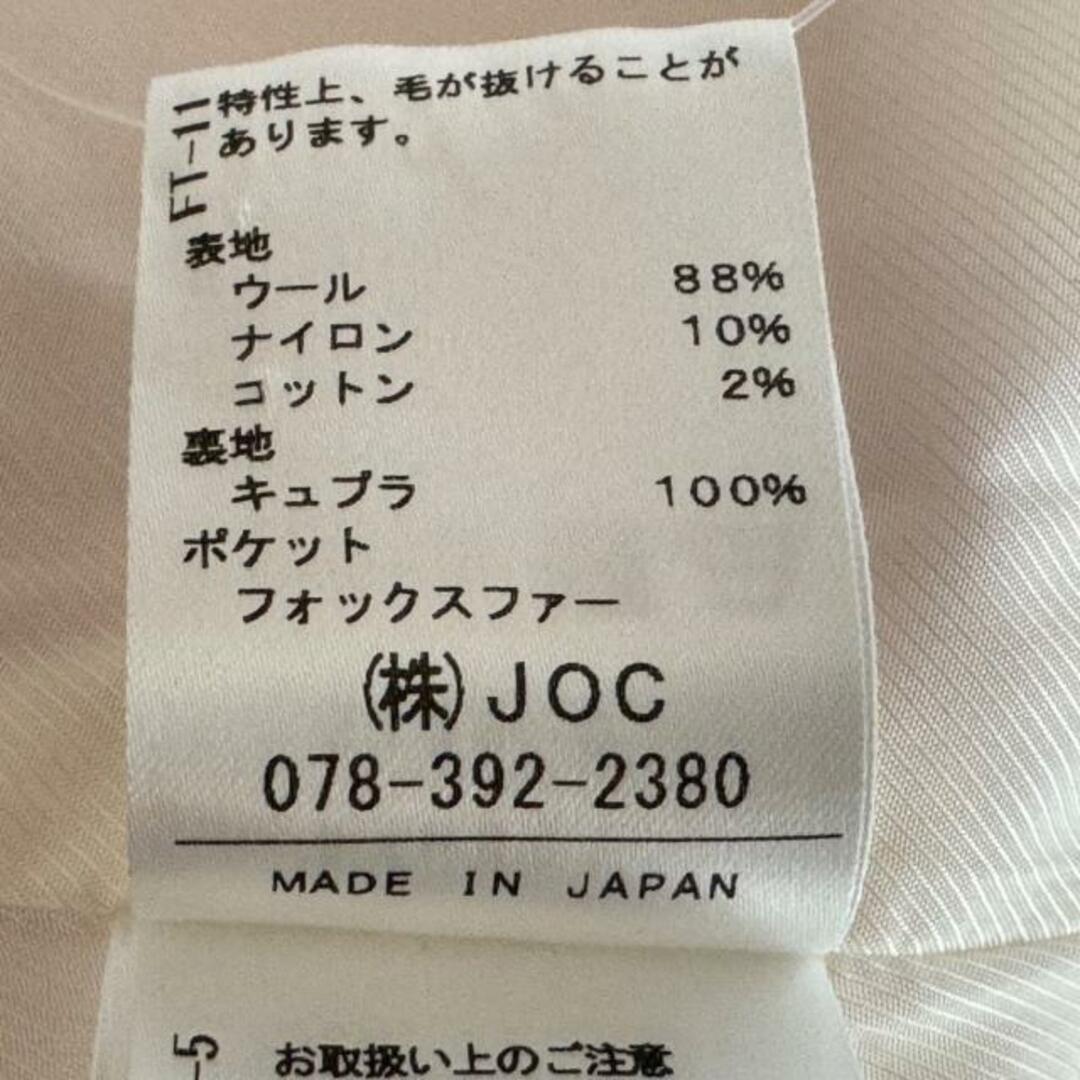 FT-11
特性上、毛が抜けることが
あります。
表地
ウール 88%
ナイロン 10%
コットン 2%
裏地
キュプラ 100%
ポケット
フォックスファー
(株)JOC
078-392-2380
MADE IN JAPAN
-5
お取扱い上のご注意